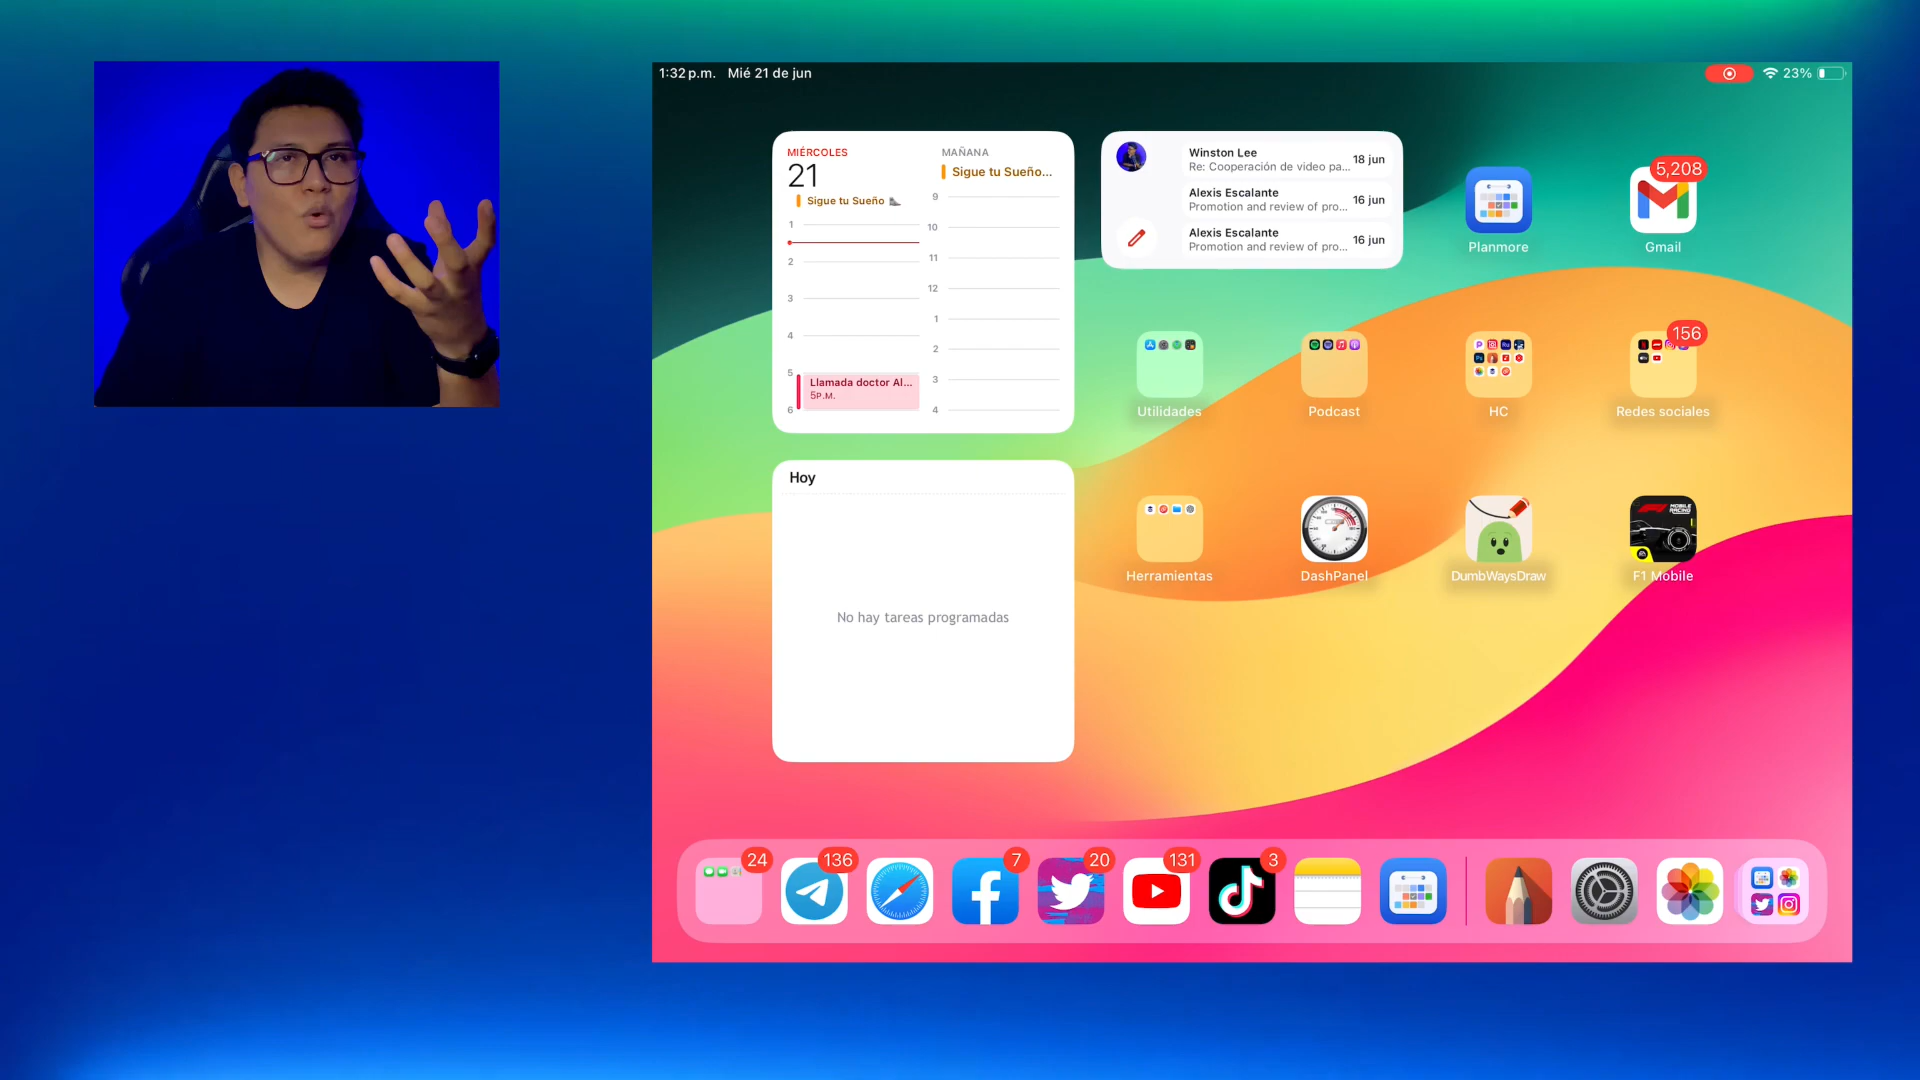 1:32 p.m. Mié 21 de jun
23%
MIÉRCOLES
21
Sigue tu Sueño
1
2
3
4
5
Llamada doctor Al...
5P.M.
6
MAÑANA
Sigue tu Sueño...
9
10
11
12
1
2
3
4
Winston Lee
18 jun
Re: Cooperación de video pa...
Alexis Escalante
16 jun
Promotion and review of pro...
Alexis Escalante
16 jun
Promotion and review of pro...
Planmore
5,208
Gmail
Utilidades
Podcast
HC
156
Redes sociales
Hoy
No hay tareas programadas
Herramientas
DashPanel
DumbWaysDraw
MOBILE
RACING
F1 Mobile
24
136
7
20
131
3